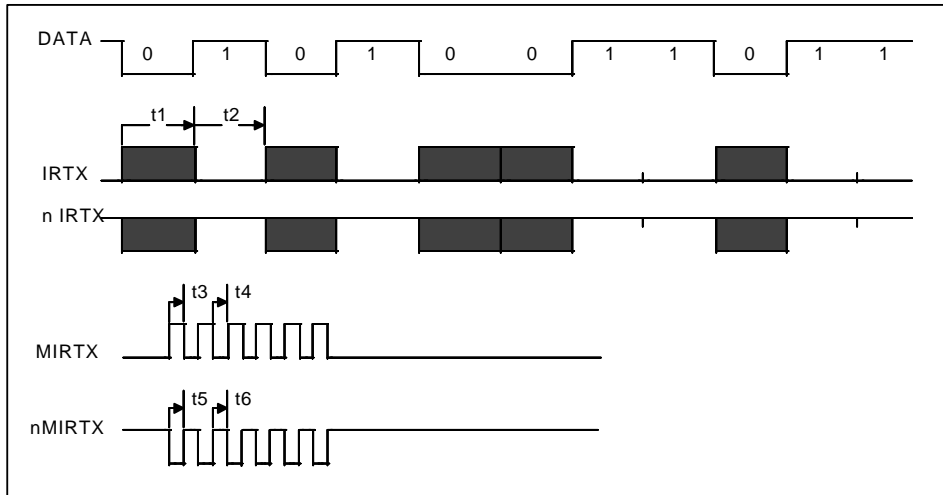 DATA
0 1 0 1 0 0 1 1 0 1 1
t1 t2
IRTX
n IRTX
t3 t4
MIRTX
t5 t6
nMIRTX